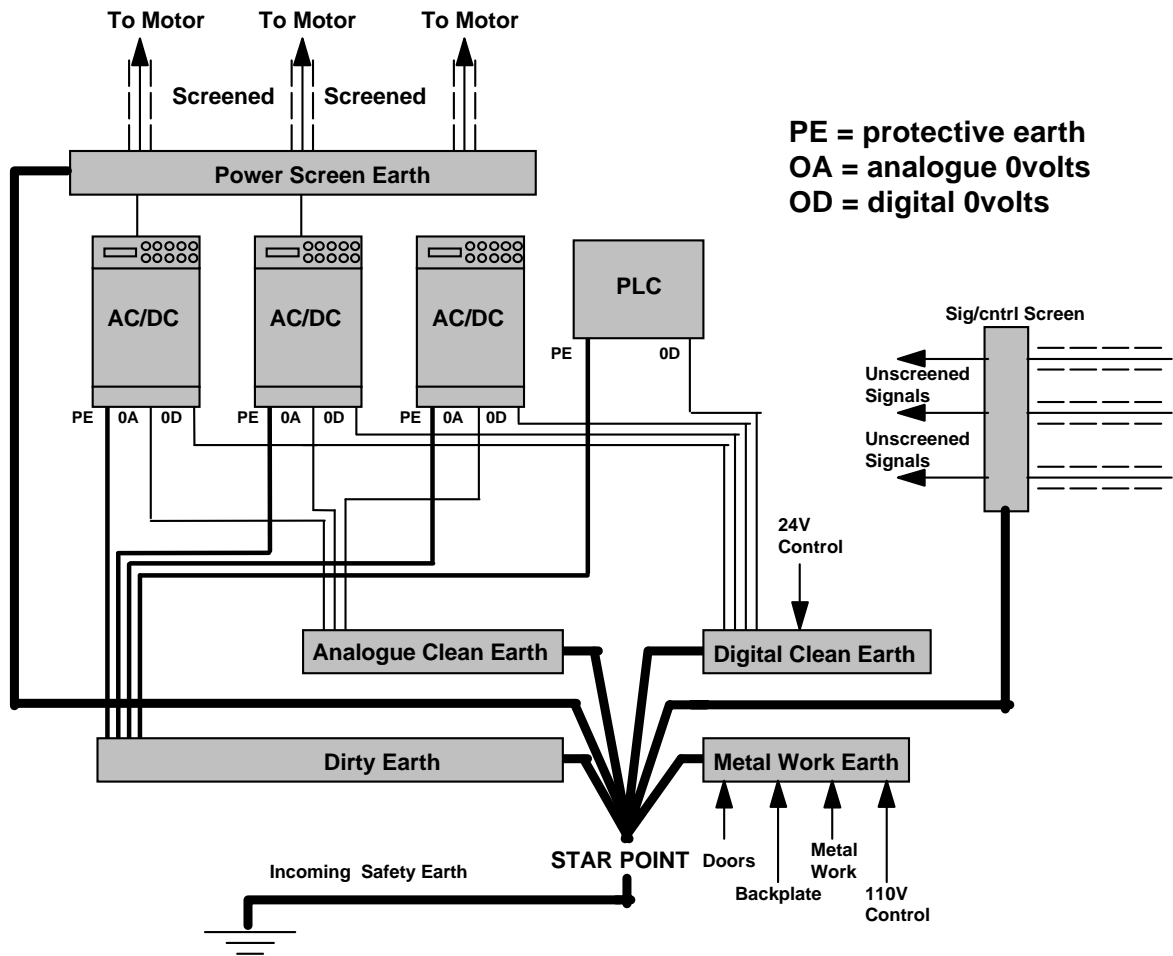 To Motor To Motor To Motor
Screened Screened
PE = protective earth
OA = analogue 0volts
OD = digital 0volts
Power Screen Earth
AC/DC AC/DC AC/DC PLC
Sig/cntrl Screen
PE 0D
Unscreened
Signals
PE 0A 0D PE 0A 0D PE 0A 0D
Unscreened
Signals
24V
Control
Analogue Clean Earth Digital Clean Earth
Dirty Earth Metal Work Earth
STAR POINT Doors Metal
Work
Incoming Safety Earth
Backplate 110V
Control